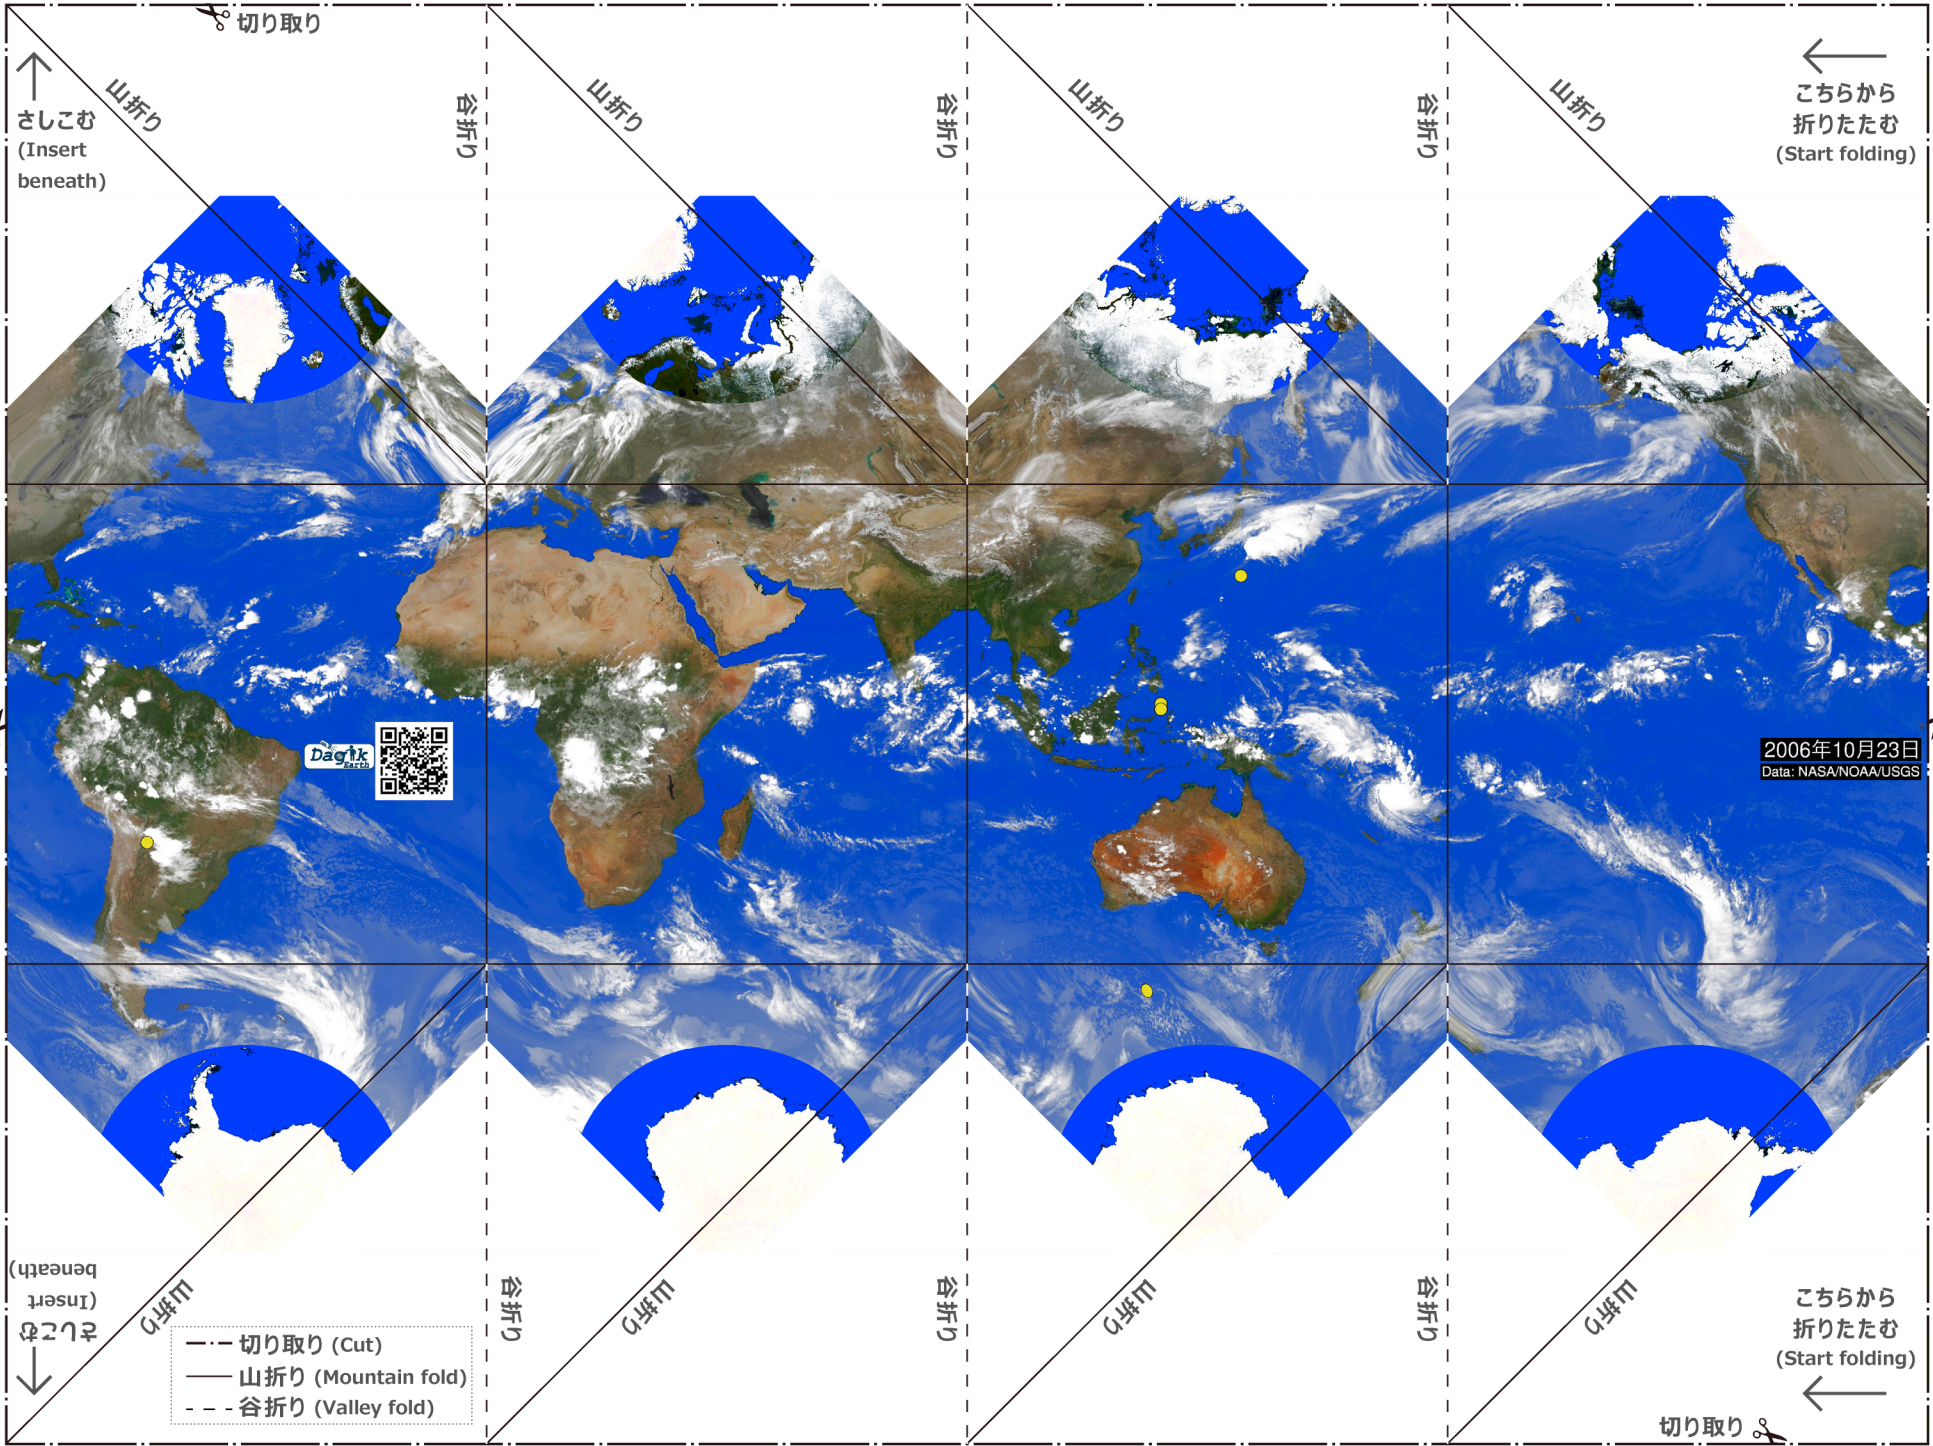 切り取り
山折り
谷折り
山折り
谷折り
山折り
谷折り
山折り
さしこむ
(Insert
beneath)
こちらから
折りたたむ
(Start folding)
Dagik
Earth
2006年10月23日
Data: NASA/NOAA/USGS
さしこむ
(Insert
beneath)
山折り
谷折り
山折り
谷折り
山折り
谷折り
山折り
こちらから
折りたたむ
(Start folding)
切り取り (Cut)
山折り (Mountain fold)
谷折り (Valley fold)
切り取り